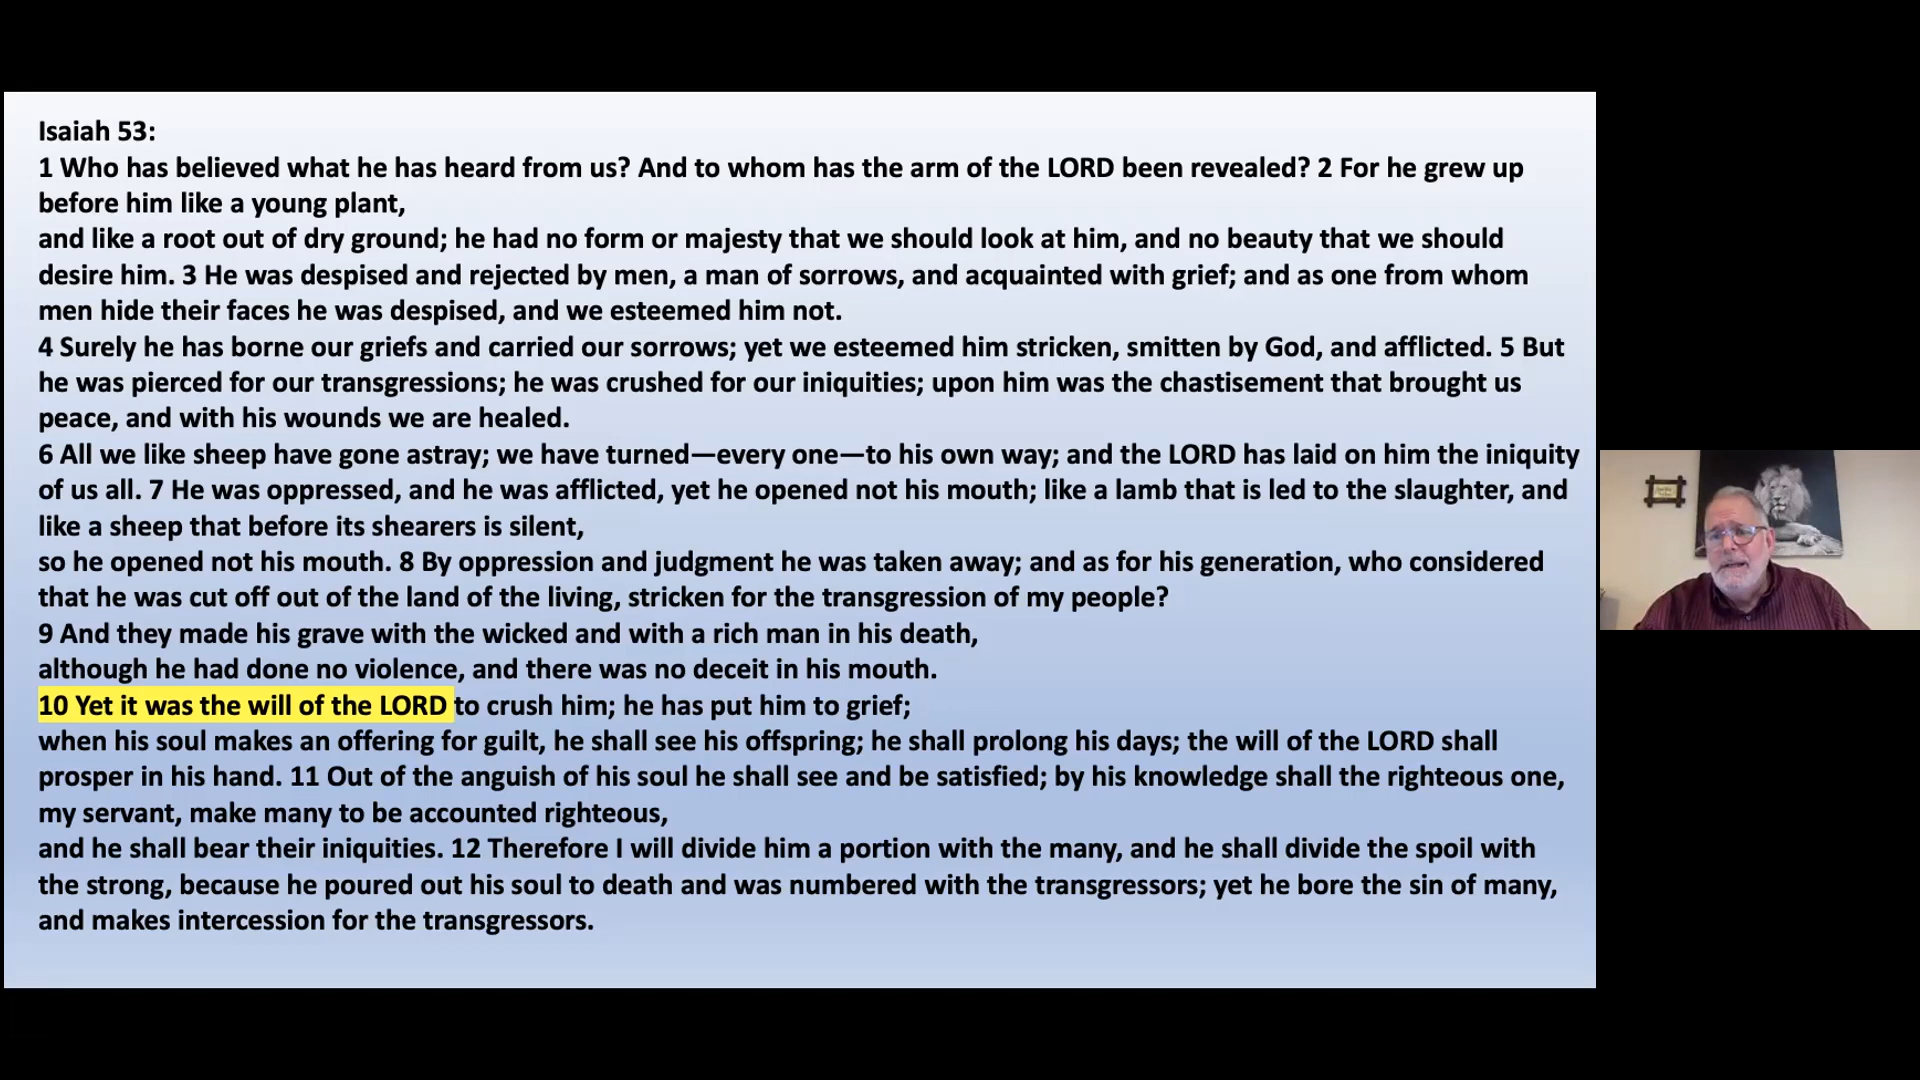 Isaiah 53:
1 Who has believed what he has heard from us? And to whom has the arm of the LORD been revealed? 2 For he grew up
before him like a young plant,
and like a root out of dry ground; he had no form or majesty that we should look at him, and no beauty that we should
desire him. 3 He was despised and rejected by men, a man of sorrows, and acquainted with grief; and as one from whom
men hide their faces he was despised, and we esteemed him not.
4 Surely he has borne our griefs and carried our sorrows; yet we esteemed him stricken, smitten by God, and afflicted. 5 But
he was pierced for our transgressions; he was crushed for our iniquities; upon him was the chastisement that brought us
peace, and with his wounds we are healed.
6 All we like sheep have gone astray; we have turned—every one—to his own way; and the LORD has laid on him the iniquity
of us all. 7 He was oppressed, and he was afflicted, yet he opened not his mouth; like a lamb that is led to the slaughter, and
like a sheep that before its shearers is silent,
so he opened not his mouth. 8 By oppression and judgment he was taken away; and as for his generation, who considered
that he was cut off out of the land of the living, stricken for the transgression of my people?
9 And they made his grave with the wicked and with a rich man in his death,
although he had done no violence, and there was no deceit in his mouth.
10 Yet it was the will of the LORD to crush him; he has put him to grief;
when his soul makes an offering for guilt, he shall see his offspring; he shall prolong his days; the will of the LORD shall
prosper in his hand. 11 Out of the anguish of his soul he shall see and be satisfied; by his knowledge shall the righteous one,
my servant, make many to be accounted righteous,
and he shall bear their iniquities. 12 Therefore I will divide him a portion with the many, and he shall divide the spoil with
the strong, because he poured out his soul to death and was numbered with the transgressors; yet he bore the sin of many,
and makes intercession for the transgressors.